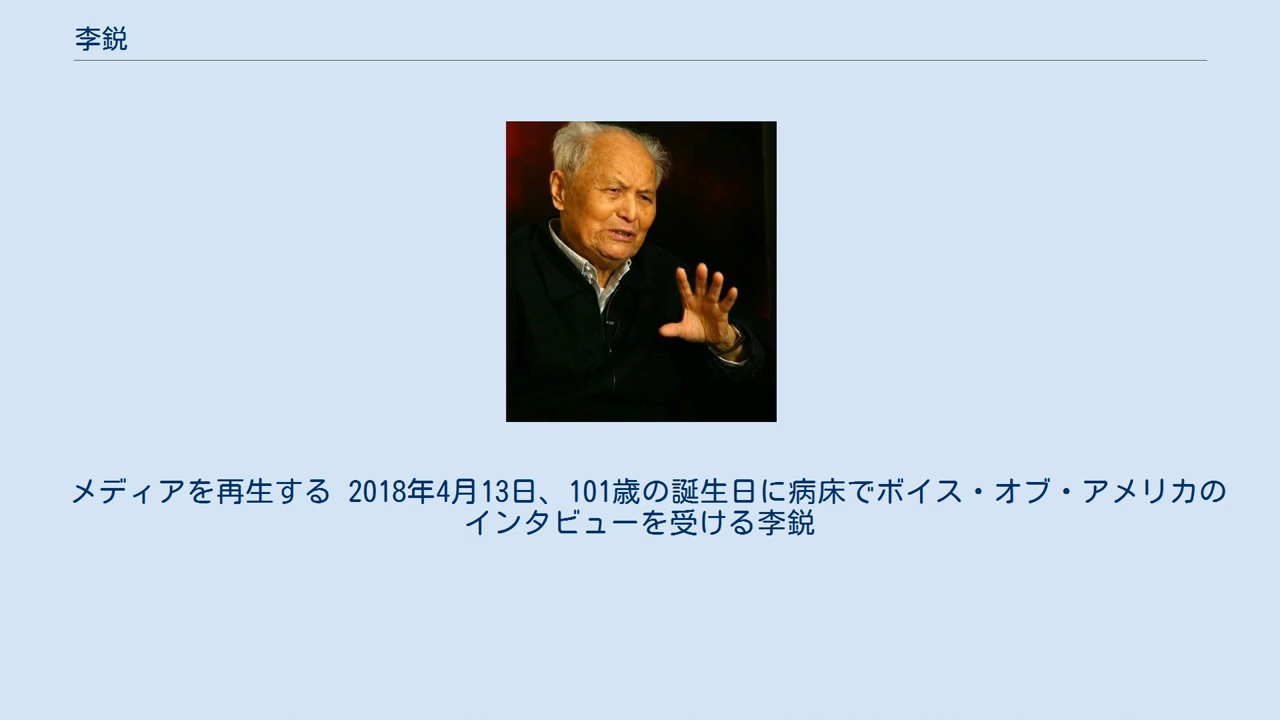 李鋭
メディアを再生する 2018年4月13日、101歳の誕生日に病床でボイス・オブ・アメリカの
インタビューを受ける李鋭